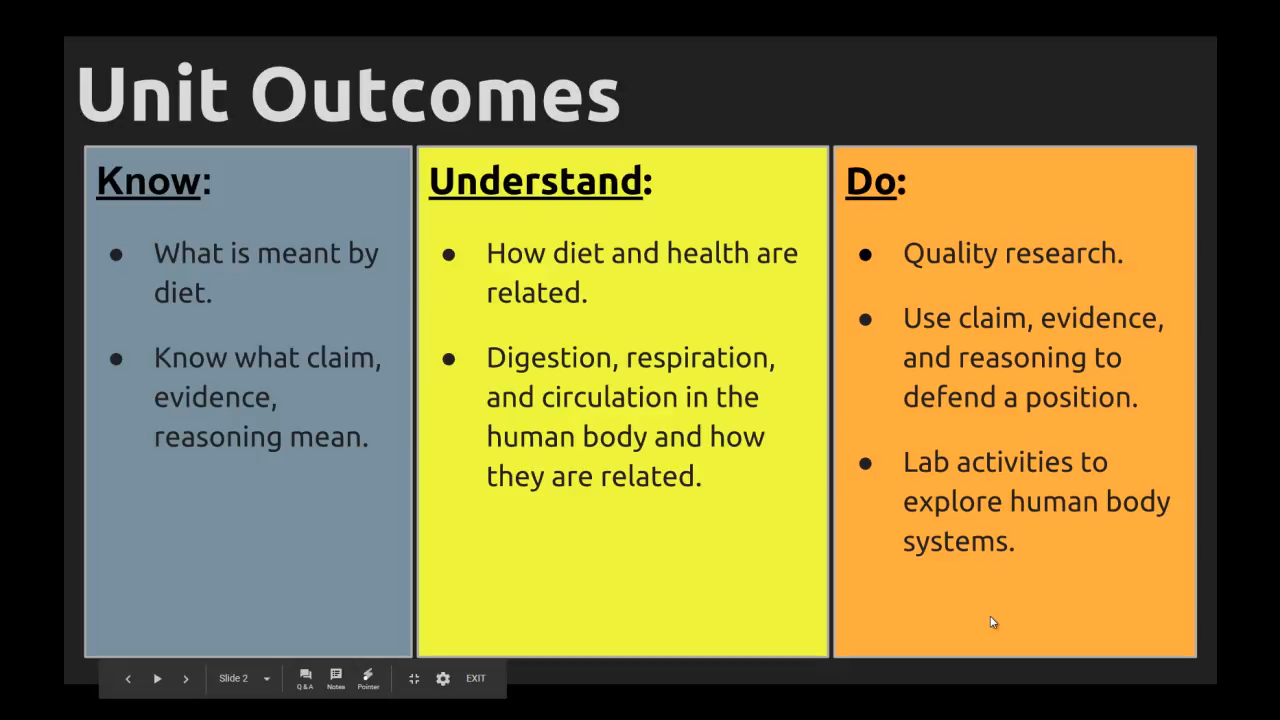 Unit Outcomes
Know:
● What is meant by
diet.
● Know what claim,
evidence,
reasoning mean.
Understand:
● How diet and health are
related.
● Digestion, respiration,
and circulation in the
human body and how
they are related.
Do:
● Quality research.
● Use claim, evidence,
and reasoning to
defend a position.
● Lab activities to
explore human body
systems.
Slide 2
Q & A
Notes
Pointer
EXIT